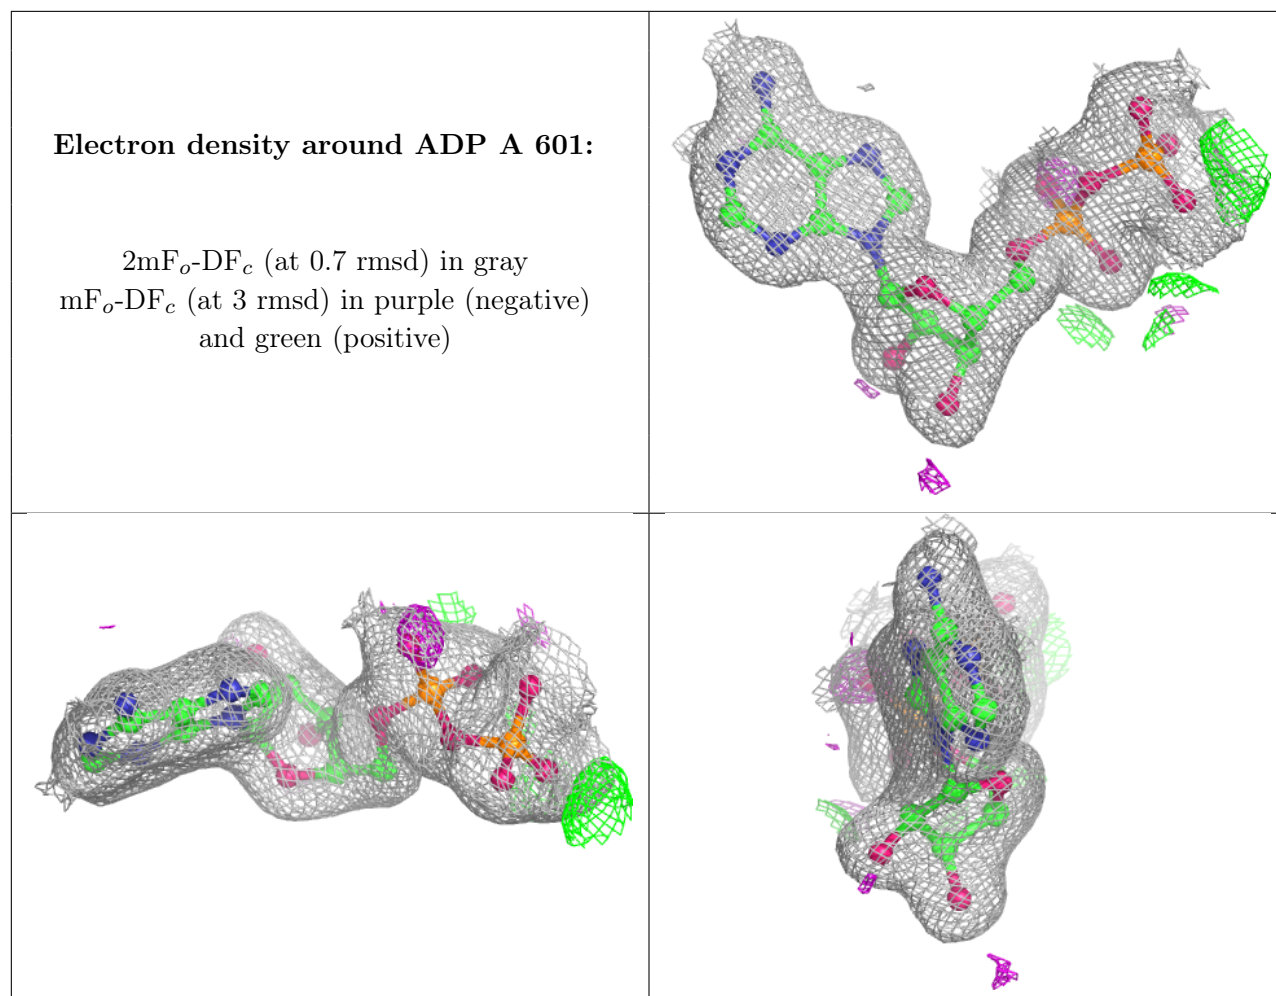 Electron density around ADP A 601:
2mFₒ-DF𝒸 (at 0.7 rmsd) in gray
mFₒ-DF𝒸 (at 3 rmsd) in purple (negative)
and green (positive)